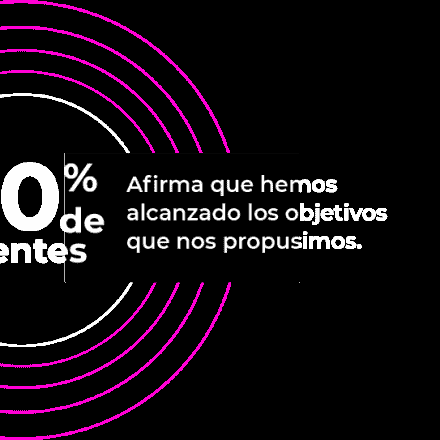 0%
de
entes
Afirma que hemos
alcanzado los objetivos
que nos propusimos.